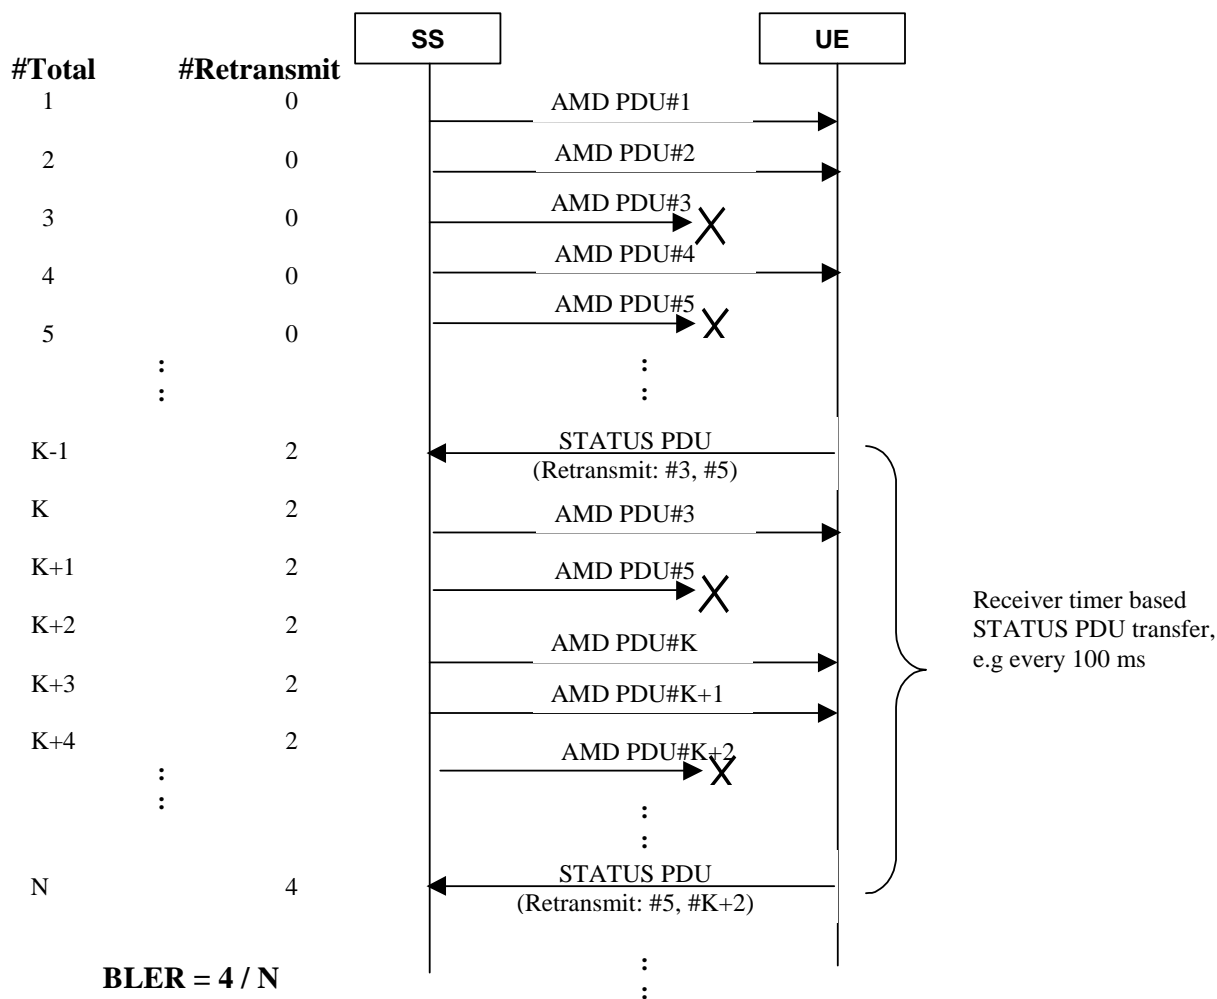 SS UE
#Total #Retransmit
1 0 AMD PDU#1
2 0 AMD PDU#2
3 0 AMD PDU#3
4 0 AMD PDU#4
5 0 AMD PDU#5
: :
: :
K-1 2 STATUS PDU
(Retransmit: #3, #5)
K 2 AMD PDU#3
K+1 2 AMD PDU#5
Receiver timer based
STATUS PDU transfer,
e.g every 100 ms
K+2 2 AMD PDU#K
K+3 2 AMD PDU#K+1
K+4 2 AMD PDU#K+2
: :
: :
N 4 STATUS PDU
(Retransmit: #5, #K+2)
BLER = 4 / N
:
: